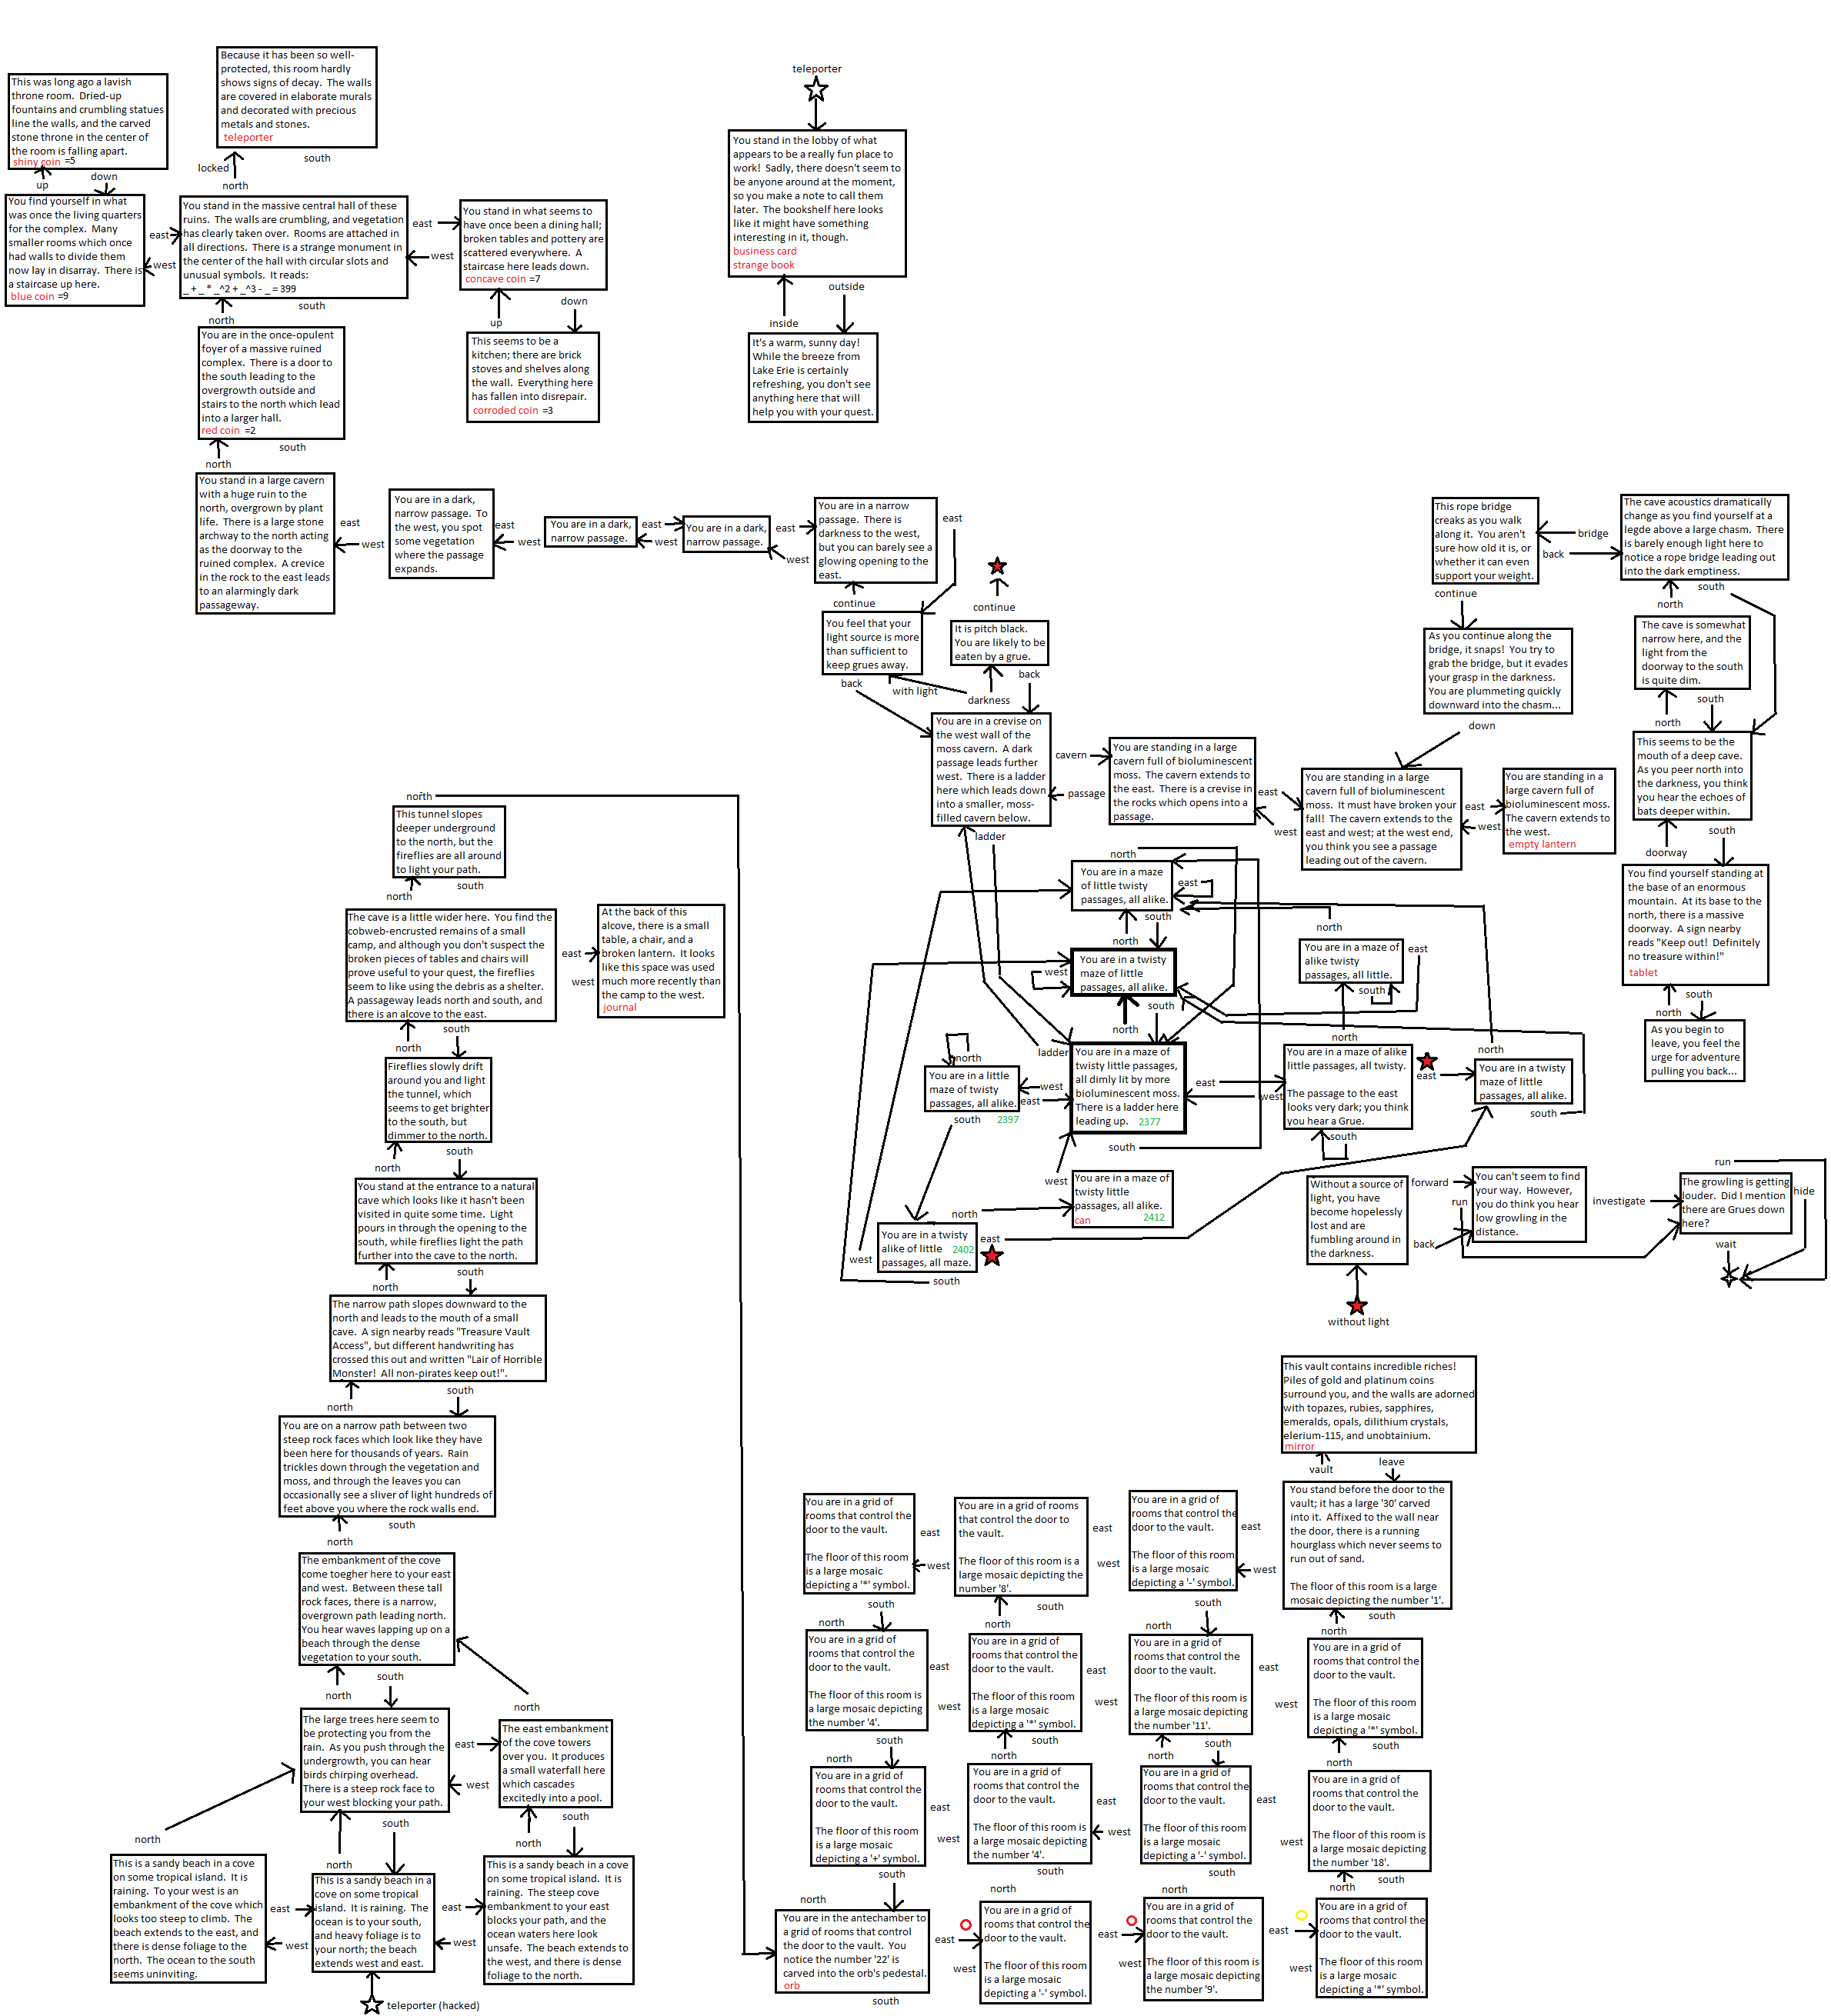 Because it has been so well-
protected, this room hardly
shows signs of decay. The walls
are covered in elaborate murals
and decorated with precious
metals and stones.
teleporter
south
locked
north
This was long ago a lavish
throne room. Dried-up
fountains and crumbling statues
line the walls, and the carved
stone throne in the center of
the room is falling apart.
shiny coin =5
up
down
You find yourself in what
was once the living quarters
for the complex. Many
smaller rooms which once
had walls to divide them
now lay in disarray. There is
a staircase up here.
blue coin =9
east
west
You stand in the massive central hall of these
ruins. The walls are crumbling, and vegetation
has clearly taken over. Rooms are attached in
all directions. There is a strange monument in
the center of the hall with circular slots and
unusual symbols. It reads:
_ + _ * _^2 + _^3 - _ = 399
south
north
east
west
You stand in what seems to
have once been a dining hall;
broken tables and pottery are
scattered everywhere. A
staircase here leads down.
concave coin =7
down
up
This seems to be a
kitchen; there are brick
stoves and shelves along
the wall. Everything here
has fallen into disrepair.
corroded coin =3
You are in the once-opulent
foyer of a massive ruined
complex. There is a door to
the south leading to the
overgrowth outside and
stairs to the north which lead
into a larger hall.
red coin =2
south
north
You stand in a large cavern
with a huge ruin to the
north, overgrown by plant
life. There is a large stone
archway to the north acting
as the doorway to the
ruined complex. A crevice
in the rock to the east leads
to an alarmingly dark
passageway.
east
west
You are in a dark,
narrow passage. To
the west, you spot
some vegetation
where the passage
expands.
east
west
You are in a dark,
narrow passage.
east
west
You are in a dark,
narrow passage.
east
west
You are in a narrow
passage. There is
darkness to the west,
but you can barely see a
glowing opening to the
east.
east
continue
teleporter
You stand in the lobby of what
appears to be a really fun place to
work! Sadly, there doesn't seem to
be anyone around at the moment,
so you make a note to call them
later. The bookshelf here looks
like it might have something
interesting in it, though.
business card
strange book
outside
inside
It's a warm, sunny day!
While the breeze from
Lake Erie is certainly
refreshing, you don't see
anything here that will
help you with your quest.
You feel that your
light source is more
than sufficient to
keep grues away.
back
with light
darkness
continue
It is pitch black.
You are likely to be
eaten by a grue.
back
You are in a crevise on
the west wall of the
moss cavern. A dark
passage leads further
west. There is a ladder
here which leads down
into a smaller, moss-
filled cavern below.
cavern
passage
ladder
You are standing in a large
cavern full of bioluminescent
moss. The cavern extends to
the east. There is a crevise in
the rocks which opens into a
passage.
east
west
You are standing in a large
cavern full of bioluminescent
moss. It must have broken your
fall! The cavern extends to the
east and west; at the west end,
you think you see a passage
leading out of the cavern.
east
west
You are standing in a
large cavern full of
bioluminescent moss.
The cavern extends to
the west.
empty lantern
This rope bridge
creaks as you walk
along it. You aren't
sure how old it is, or
whether it can even
support your weight.
bridge
back
continue
As you continue along the
bridge, it snaps! You try to
grab the bridge, but it evades
your grasp in the darkness.
You are plummeting quickly
downward into the chasm...
down
The cave acoustics dramatically
change as you find yourself at a
legde above a large chasm. There
is barely enough light here to
notice a rope bridge leading out
into the dark emptiness.
south
north
The cave is somewhat
narrow here, and the
light from the
doorway to the south
is quite dim.
south
north
This seems to be the
mouth of a deep cave.
As you peer north into
the darkness, you think
you hear the echoes of
bats deeper within.
south
doorway
You find yourself standing at
the base of an enormous
mountain. At its base to the
north, there is a massive
doorway. A sign nearby
reads "Keep out! Definitely
no treasure within!"
tablet
south
north
As you begin to
leave, you feel the
urge for adventure
pulling you back...
north
You are in a maze
of little twisty
passages, all alike.
east
south
north
You are in a twisty
maze of little
passages, all alike.
west
south
north
ladder
You are in a maze of
twisty little passages,
all dimly lit by more
bioluminescent moss.
There is a ladder here
leading up. 2377
east
west
south
north
You are in a little
maze of twisty
passages, all alike.
west
east
south
2397
You are in a twisty
alike of little 2402
passages, all maze.
north
east
west
south
You are in a maze of
twisty little
passages, all alike.
can
2412
west
north
You are in a maze of
alike twisty
passages, all little.
east
south
north
You are in a maze of alike
little passages, all twisty.
The passage to the east
looks very dark; you think
you hear a Grue.
east
west
south
north
You are in a twisty
maze of little
passages, all alike.
south
Without a source of
light, you have
become hopelessly
lost and are
fumbling around in
the darkness.
without light
forward
back
You can't seem to find
your way. However,
you do think you hear
low growling in the
distance.
run
investigate
The growling is getting
louder. Did I mention
there are Grues down
here?
run
hide
wait
north
This tunnel slopes
deeper underground
to the north, but the
fireflies are all around
to light your path.
south
north
The cave is a little wider here. You find the
cobweb-encrusted remains of a small
camp, and although you don't suspect the
broken pieces of tables and chairs will
prove useful to your quest, the fireflies
seem to like using the debris as a shelter.
A passageway leads north and south, and
there is an alcove to the east.
east
west
At the back of this
alcove, there is a small
table, a chair, and a
broken lantern. It looks
like this space was used
much more recently than
the camp to the west.
journal
south
north
Fireflies slowly drift
around you and light
the tunnel, which
seems to get brighter
to the south, but
dimmer to the north.
south
north
You stand at the entrance to a natural
cave which looks like it hasn't been
visited in quite some time. Light
pours in through the opening to the
south, while fireflies light the path
further into the cave to the north.
south
north
The narrow path slopes downward to the
north and leads to the mouth of a small
cave. A sign nearby reads "Treasure Vault
Access", but different handwriting has
crossed this out and written "Lair of Horrible
Monster! All non-pirates keep out!".
south
north
You are on a narrow path between two
steep rock faces which look like they have
been here for thousands of years. Rain
trickles down through the vegetation and
moss, and through the leaves you can
occasionally see a sliver of light hundreds of
feet above you where the rock walls end.
south
north
The embankment of the cove
come toegher here to your east
and west. Between these tall
rock faces, there is a narrow,
overgrown path leading north.
You hear waves lapping up on a
beach through the dense
vegetation to your south.
south
north
north
The large trees here seem to
be protecting you from the
rain. As you push through the
undergrowth, you can hear
birds chirping overhead.
There is a steep rock face to
your west blocking your path.
east
west
The east embankment
of the cove towers
over you. It produces
a small waterfall here
which cascades
excitedly into a pool.
south
south
north
north
north
This is a sandy beach in a cove
on some tropical island. It is
raining. To your west is an
embankment of the cove which
looks too steep to climb. The
beach extends to the east, and
there is dense foliage to the
north. The ocean to the south
seems uninviting.
east
west
This is a sandy beach in a
cove on some tropical
island. It is raining. The
ocean is to your south,
and heavy foliage is to
your north; the beach
extends west and east.
east
west
This is a sandy beach in a cove
on some tropical island. It is
raining. The steep cove
embankment to your east
blocks your path, and the
ocean waters here look
unsafe. The beach extends to
the west, and there is dense
foliage to the north.
teleporter (hacked)
This vault contains incredible riches!
Piles of gold and platinum coins
surround you, and the walls are adorned
with topazes, rubies, sapphires,
emeralds, opals, dilithium crystals,
elerium-115, and unobtainium.
mirror
vault
leave
You are in a grid of
rooms that control the
door to the vault.
The floor of this room
is a large mosaic
depicting a '*' symbol.
east
west
You are in a grid of rooms
that control the door to
the vault.
The floor of this room is a
large mosaic depicting the
number '8'.
east
west
You are in a grid of
rooms that control the
door to the vault.
The floor of this room
is a large mosaic
depicting a '-' symbol.
east
west
You stand before the door to the
vault; it has a large '30' carved
into it. Affixed to the wall near
the door, there is a running
hourglass which never seems to
run out of sand.
The floor of this room is a large
mosaic depicting the number '1'.
south
south
south
south
north
north
north
north
You are in a grid of
rooms that control the
door to the vault.
The floor of this room is
a large mosaic depicting
the number '4'.
east
west
You are in a grid of
rooms that control the
door to the vault.
The floor of this room
is a large mosaic
depicting a '*' symbol.
east
west
You are in a grid of
rooms that control the
door to the vault.
The floor of this room is
a large mosaic depicting
the number '11'.
east
west
You are in a grid of
rooms that control the
door to the vault.
The floor of this room
is a large mosaic
depicting a '*' symbol.
south
south
south
south
north
north
north
north
You are in a grid of
rooms that control the
door to the vault.
The floor of this room
is a large mosaic
depicting a '+' symbol.
east
west
You are in a grid of
rooms that control the
door to the vault.
The floor of this room is
a large mosaic depicting
the number '4'.
east
west
You are in a grid of
rooms that control the
door to the vault.
The floor of this room
is a large mosaic
depicting a '-' symbol.
east
west
You are in a grid of
rooms that control the
door to the vault.
The floor of this room is
a large mosaic depicting
the number '18'.
south
south
south
south
north
north
north
north
You are in the antechamber to
a grid of rooms that control
the door to the vault. You
notice the number '22' is
carved into the orb's pedestal.
orb
south
east
west
You are in a grid of
rooms that control the
door to the vault.
The floor of this room
is a large mosaic
depicting a '-' symbol.
east
west
You are in a grid of
rooms that control the
door to the vault.
The floor of this room is
a large mosaic depicting
the number '9'.
east
west
You are in a grid of
rooms that control the
door to the vault.
The floor of this room
is a large mosaic
depicting a '*' symbol.